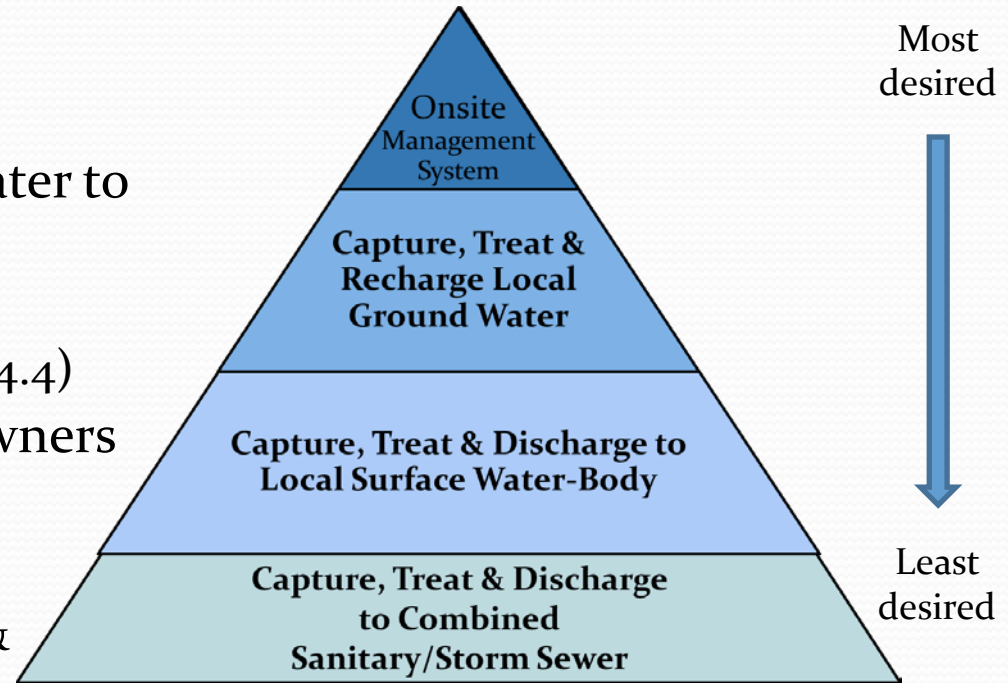 Most
desired
Onsite
Management
System
ater to
Capture, Treat &
Recharge Local
Ground Water
4.4)
wners
Capture, Treat & Discharge to
Local Surface Water-Body
Least
desired
Capture, Treat & Discharge
to Combined
Sanitary/Storm Sewer
&